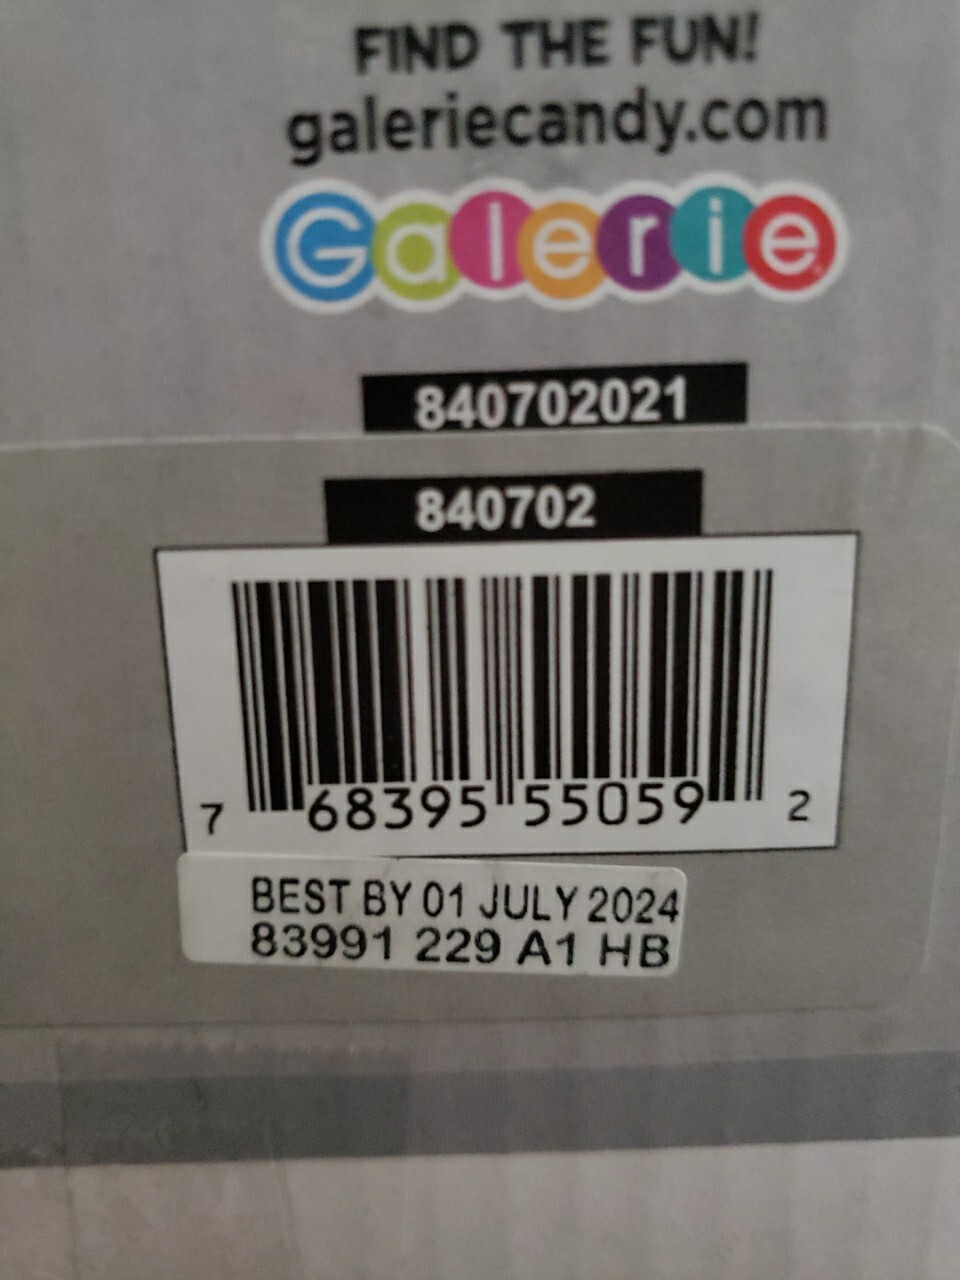 FIND THE FUN!
galeriecandy.com
Galerie
840702021
840702
7 68395 55059 2
BEST BY 01 JULY 2024
83991 229 A1 HB